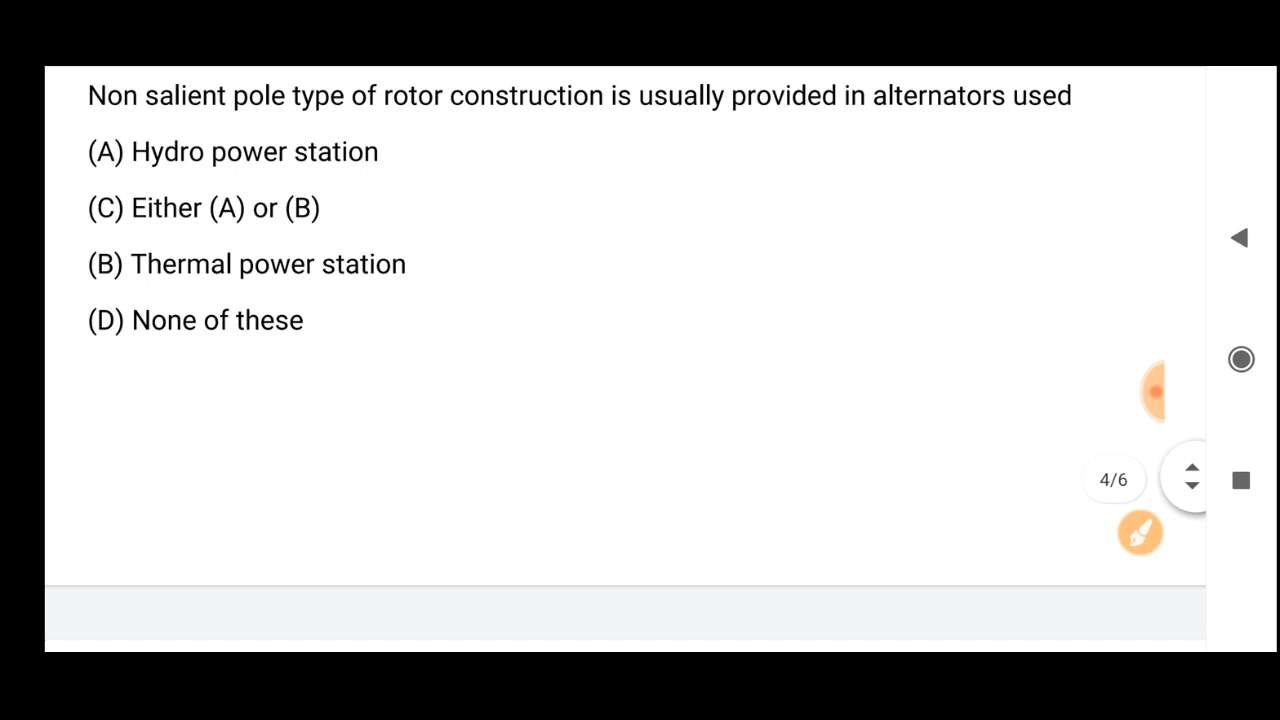 Non salient pole type of rotor construction is usually provided in alternators used
(A) Hydro power station
(C) Either (A) or (B)
(B) Thermal power station
(D) None of these
4/6